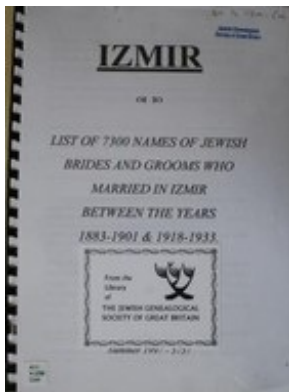 IZMIR
LIST OF 7300 NAMES OF JEWISH
BRIDES AND GROOMS WHO
MARRIED IN IZMIR
BETWEEN THE YEARS
1883-1901 & 1918-1933.
From the
Library
of
THE JEWISH GENEALOGICAL
SOCIETY OF GREAT BRITAIN